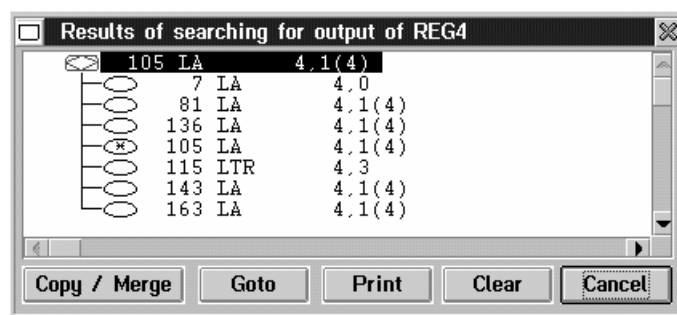 Results of searching for output of REG4
105 LA 4,1(4)
7 LA 4,0
81 LA 4,1(4)
136 LA 4,1(4)
* 105 LA 4,1(4)
115 LTR 4,3
143 LA 4,1(4)
163 LA 4,1(4)
Copy / Merge Goto Print Clear Cancel